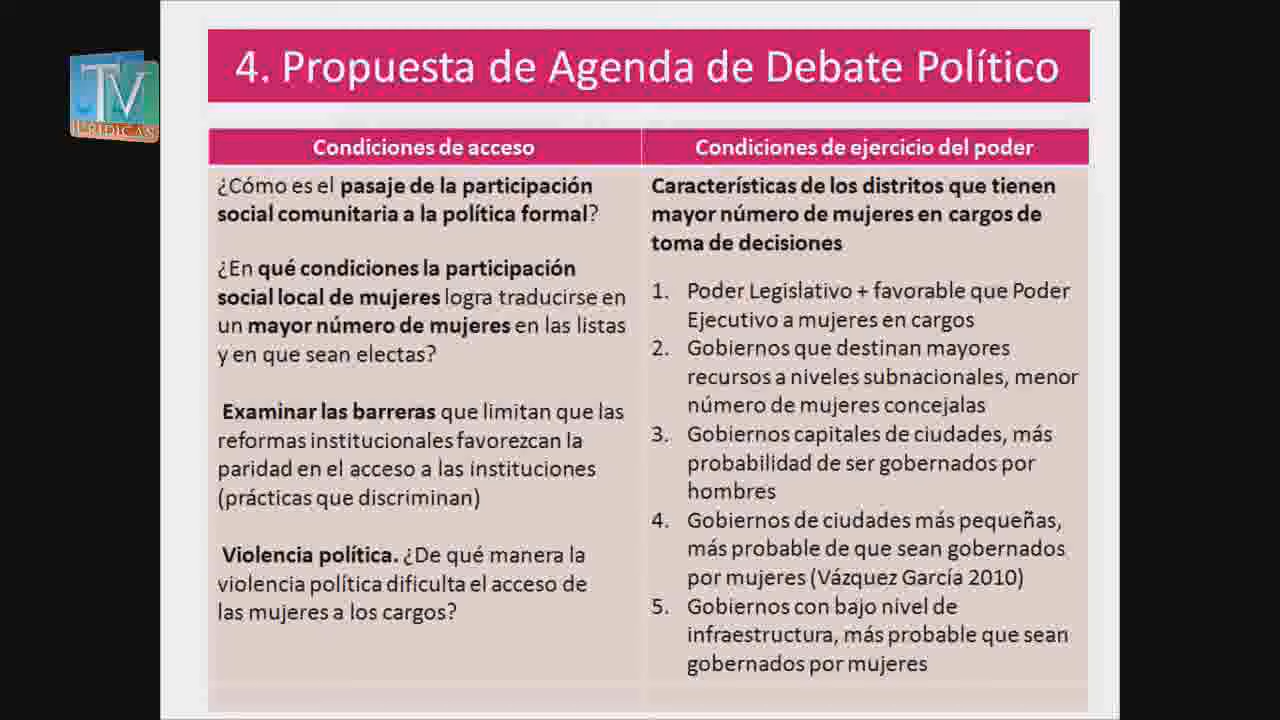 TV
JURIDICAS
4. Propuesta de Agenda de Debate Político
Condiciones de acceso
¿Cómo es el pasaje de la participación
social comunitaria a la política formal?
¿En qué condiciones la participación
social local de mujeres logra traducirse en
un mayor número de mujeres en las listas
y en que sean electas?
Examinar las barreras que limitan que las
reformas institucionales favorezcan la
paridad en el acceso a las instituciones
(prácticas que discriminan)
Violencia política. ¿De qué manera la
violencia política dificulta el acceso de
las mujeres a los cargos?
Condiciones de ejercicio del poder
Características de los distritos que tienen
mayor número de mujeres en cargos de
toma de decisiones
1. Poder Legislativo + favorable que Poder
Ejecutivo a mujeres en cargos
2. Gobiernos que destinan mayores
recursos a niveles subnacionales, menor
número de mujeres concejalas
3. Gobiernos capitales de ciudades, más
probabilidad de ser gobernados por
hombres
4. Gobiernos de ciudades más pequeñas,
más probable de que sean gobernados
por mujeres (Vázquez García 2010)
5. Gobiernos con bajo nivel de
infraestructura, más probable que sean
gobernados por mujeres